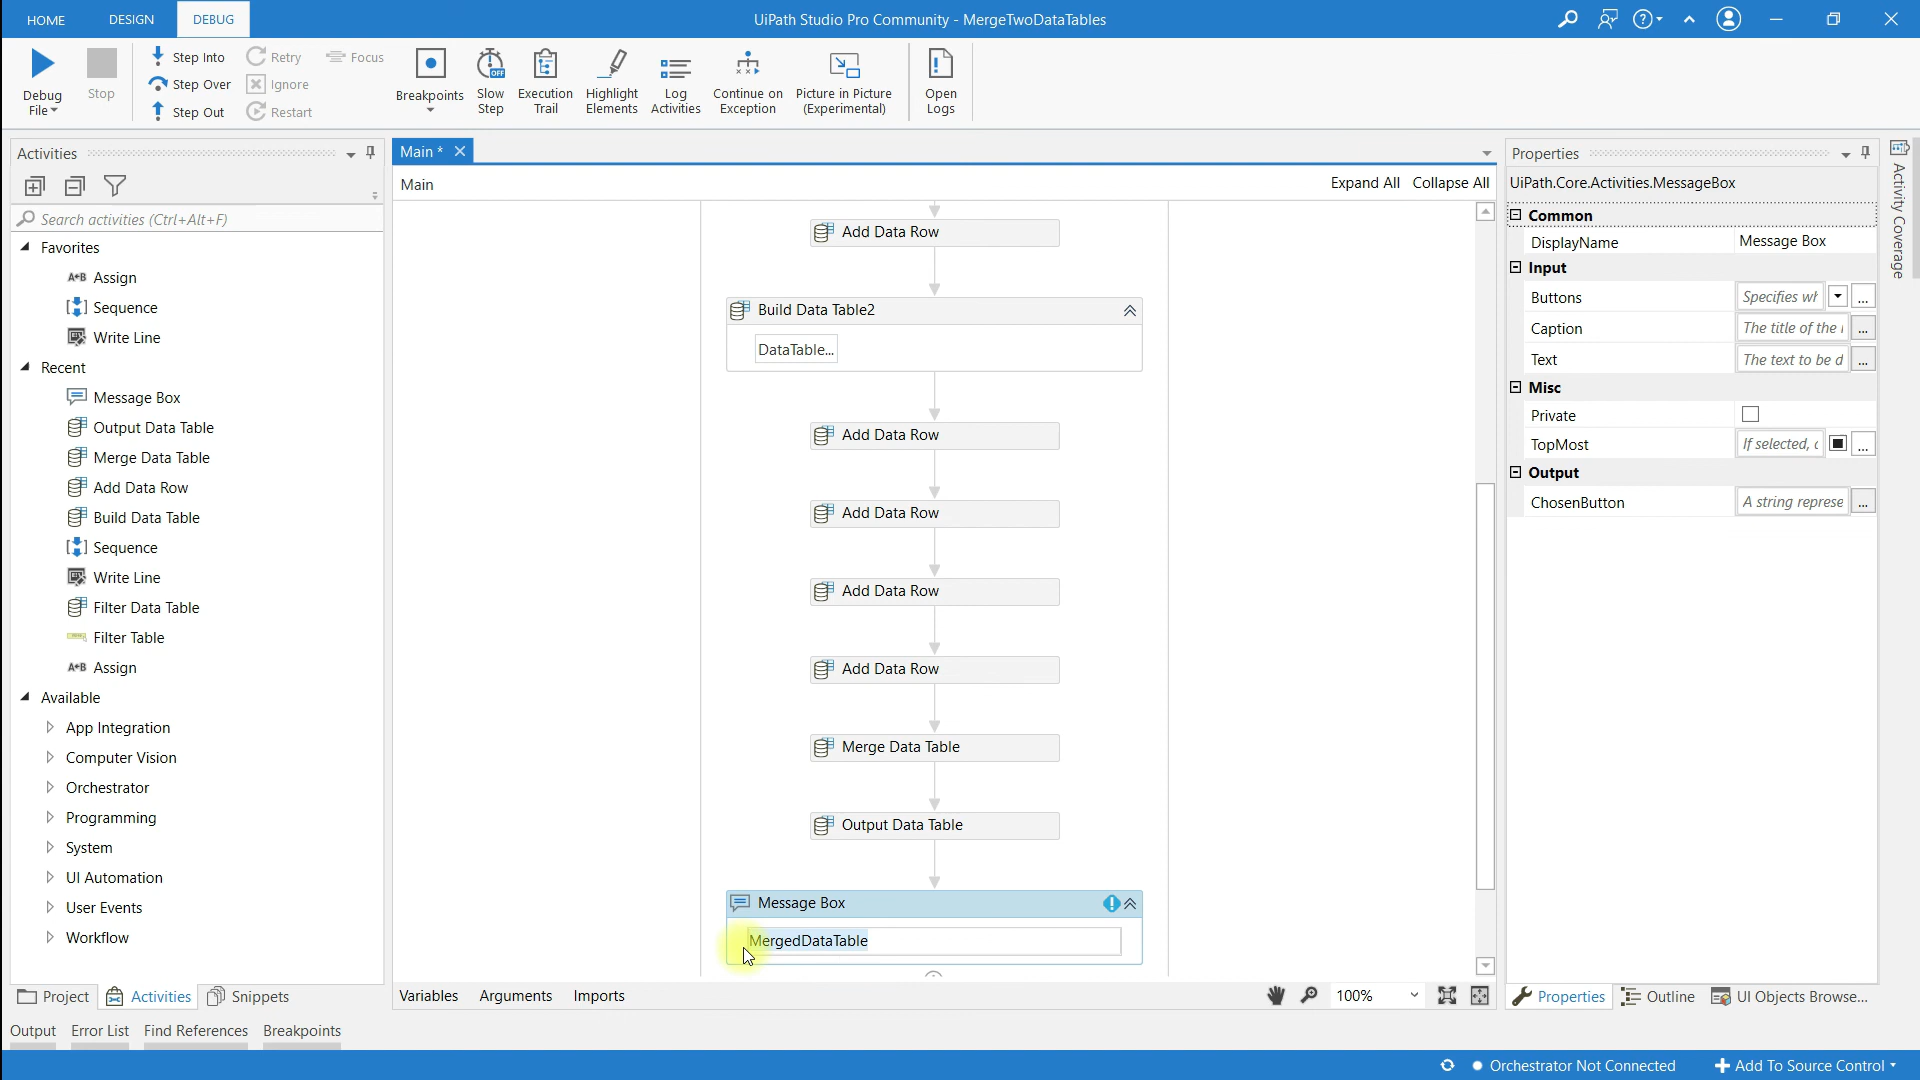 HOME DESIGN DEBUG UiPath Studio Pro Community - MergeTwoDataTables
Debug File
Stop
Step Into
Step Over
Step Out
Retry
Ignore
Restart
Focus
Breakpoints
Slow Step
OFF
Execution Trail
Highlight Elements
Log Activities
Continue on Exception
Picture in Picture (Experimental)
Open Logs
Activities
Search activities (Ctrl+Alt+F)
Favorites
Assign
Sequence
Write Line
Recent
Message Box
Output Data Table
Merge Data Table
Add Data Row
Build Data Table
Sequence
Write Line
Filter Data Table
Filter Table
Assign
Available
App Integration
Computer Vision
Orchestrator
Programming
System
UI Automation
User Events
Workflow
Project Activities Snippets
Main *
Main Expand All Collapse All
Add Data Row
Build Data Table2
DataTable...
Add Data Row
Add Data Row
Add Data Row
Add Data Row
Merge Data Table
Output Data Table
Message Box
MergedDataTable
Variables Arguments Imports 100%
Properties
UiPath.Core.Activities.MessageBox
Common
DisplayName Message Box
Input
Buttons Specifies wh ...
Caption The title of the ...
Text The text to be d ...
Misc
Private
TopMost If selected, ...
Output
ChosenButton A string represe ...
Properties Outline UI Objects Browse...
Activity Coverage
Output Error List Find References Breakpoints
Orchestrator Not Connected Add To Source Control